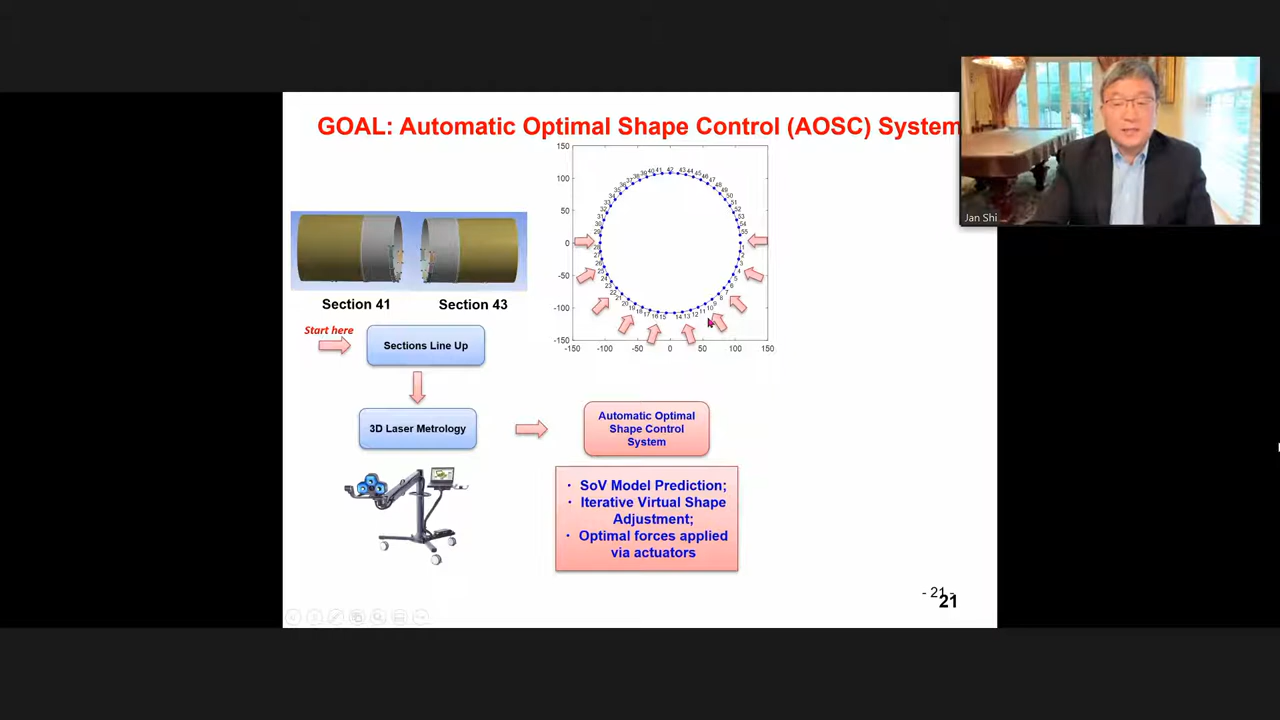 GOAL: Automatic Optimal Shape Control (AOSC) System
Jan Shi
150
100
50
0
-50
-100
-150
-150 -100 -50 0 50 100 150
Section 41
Section 43
Start here
Sections Line Up
3D Laser Metrology
Automatic Optimal
Shape Control
System
· SoV Model Prediction;
· Iterative Virtual Shape
Adjustment;
· Optimal forces applied
via actuators
- 21 -
21